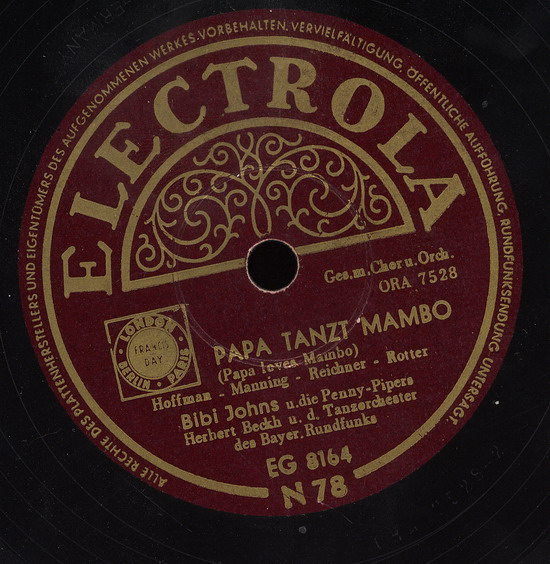 ALLE RECHTE DES PLATTENHERSTELLERS UND EIGENTÜMERS DES AUFGENOMMENEN WERKES VORBEHALTEN. VERVIELFÄLTIGUNG, ÖFFENTLICHE AUFFÜHRUNG, RUNDFUNKSENDUNG UNTERSAGT.
ELECTROLA
Ges. m. Chor u. Orch.
ORA 7528
LONDON
FRANCIS
DAY
BERLIN · PARIS
PAPA TANZT MAMBO
(Papa loves Mambo)
Hoffman - Manning - Reichner - Rotter
Bibi Johns u. die Penny-Pipers
Herbert Beckh u. d. Tanzorchester
des Bayer. Rundfunks
EG 8164
N 78